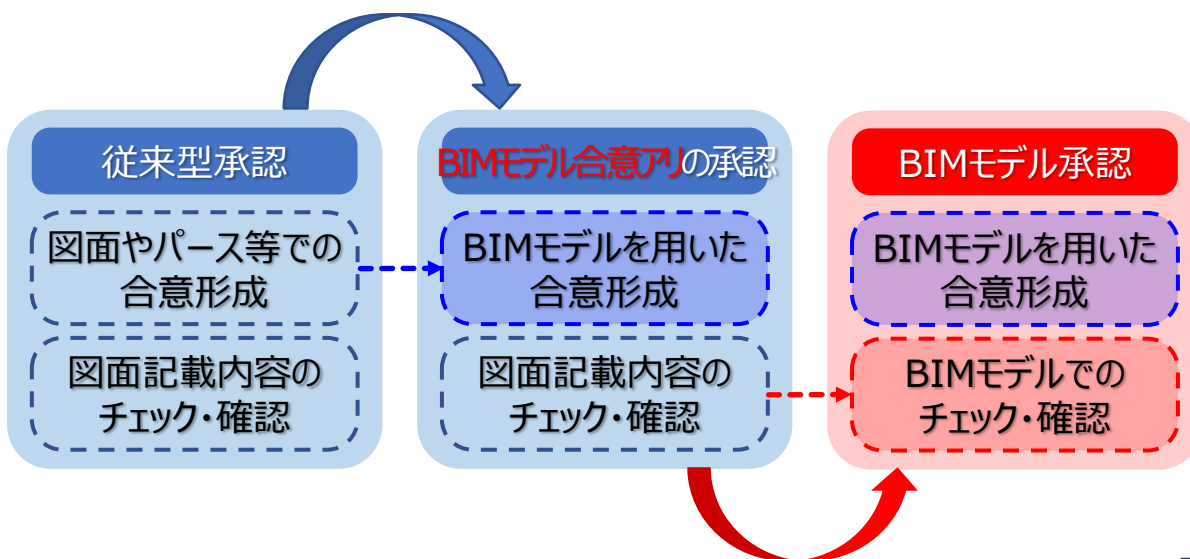 従来型承認
図面やパース等での
合意形成
図面記載内容の
チェック・確認
BIMモデル合意アリの承認
BIMモデルを用いた
合意形成
図面記載内容の
チェック・確認
BIMモデル承認
BIMモデルを用いた
合意形成
BIMモデルでの
チェック・確認